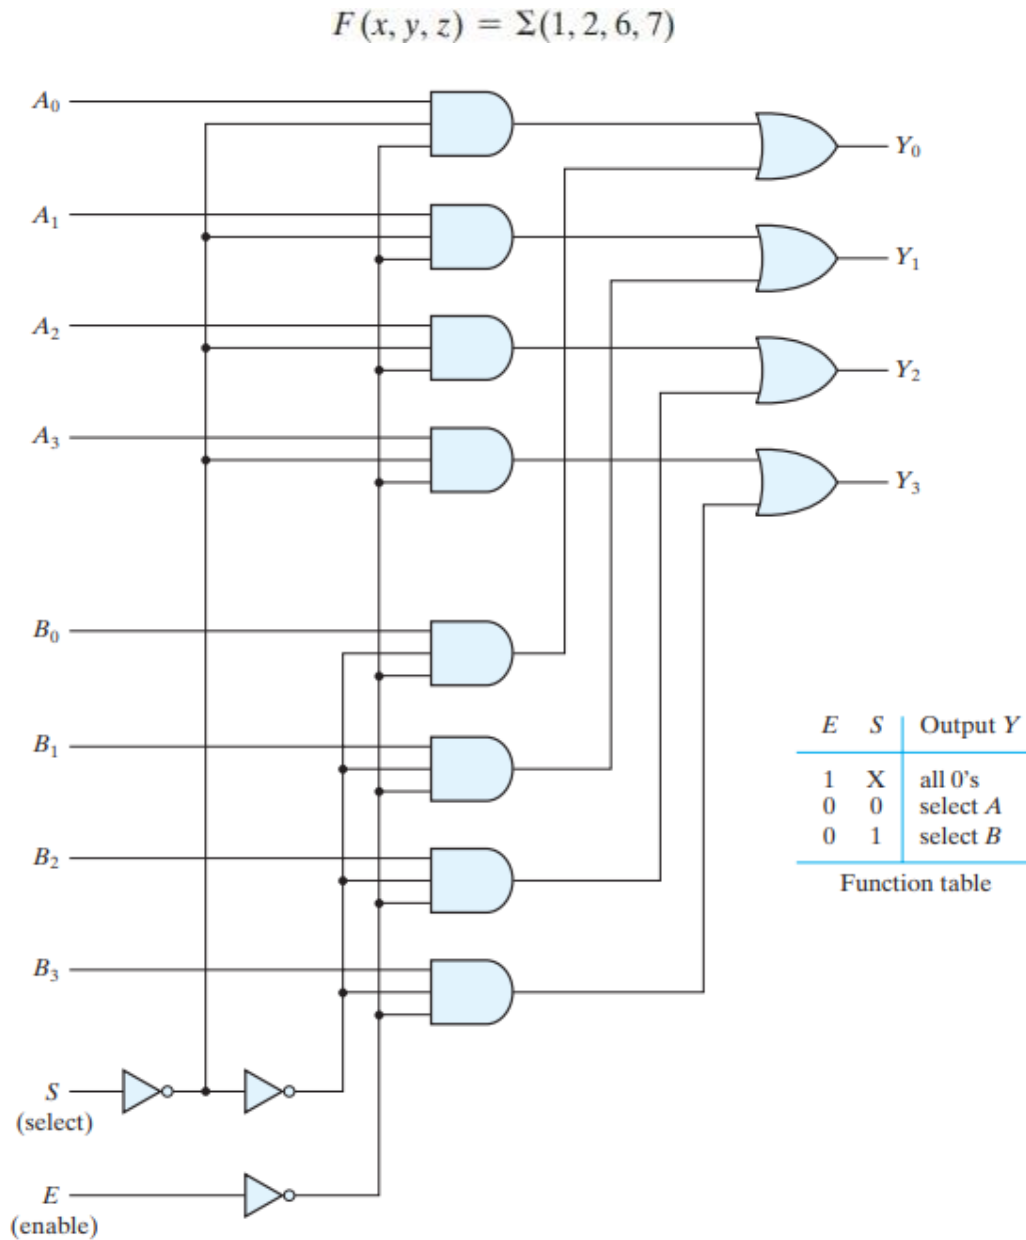 F(x, y, z) = Σ(1, 2, 6, 7)
A₀
Y₀
A₁
Y₁
A₂
Y₂
A₃
Y₃
B₀
B₁
E S Output Y
1 X all 0's
0 0 select A
0 1 select B
Function table
B₂
B₃
S
(select)
E
(enable)